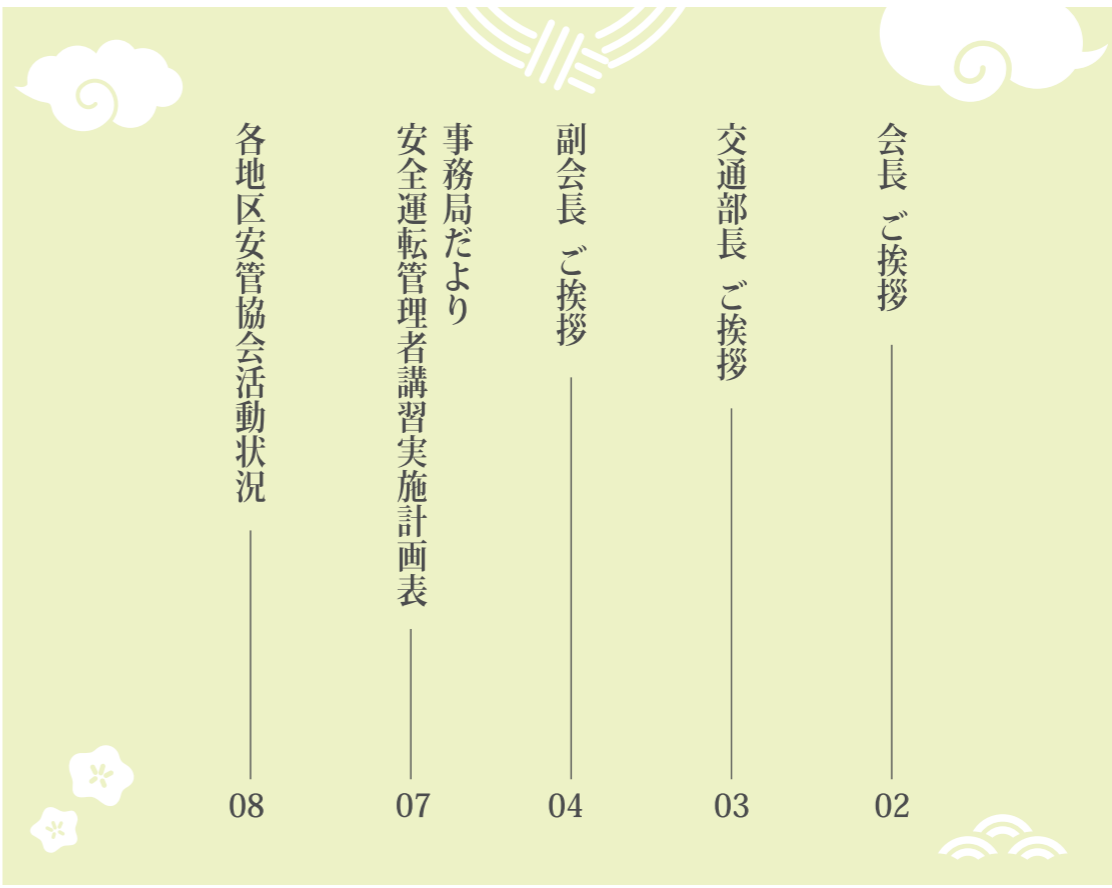 会長 ご挨拶
02
交通部長 ご挨拶
03
副会長 ご挨拶
04
事務局だより
安全運転管理者講習実施計画表
07
各地区安管協会活動状況
08